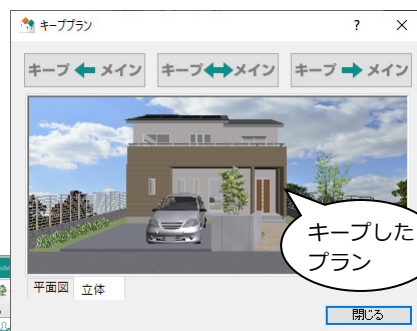 キーププラン
? ×
キープ メイン キープ メイン キープ メイン
キープした
プラン
平面図 立体
閉じる